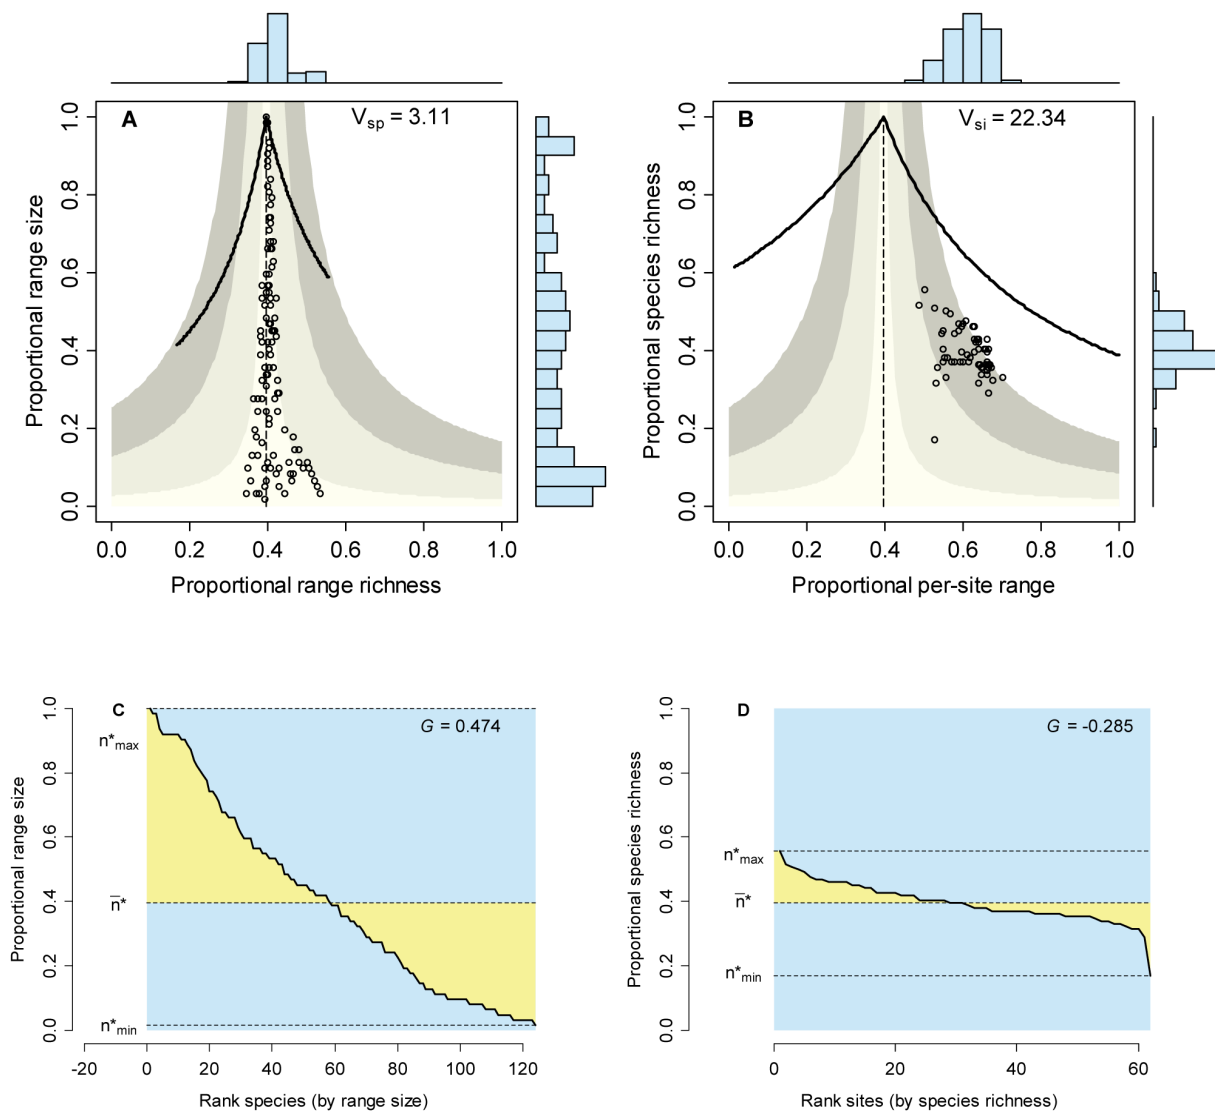 A
V_sp = 3.11
Proportional range size
1.0
0.8
0.6
0.4
0.2
0.0
0.0 0.2 0.4 0.6 0.8 1.0
Proportional range richness
B
V_si = 22.34
Proportional species richness
1.0
0.8
0.6
0.4
0.2
0.0
0.0 0.2 0.4 0.6 0.8 1.0
Proportional per-site range
C
G = 0.474
Proportional range size
1.0
0.8
0.6
0.4
0.2
0.0
n*max
n̅*
n*min
-20 0 20 40 60 80 100 120
Rank species (by range size)
D
G = -0.285
Proportional species richness
1.0
0.8
0.6
0.4
0.2
0.0
n*max
n̅*
n*min
0 20 40 60
Rank sites (by species richness)